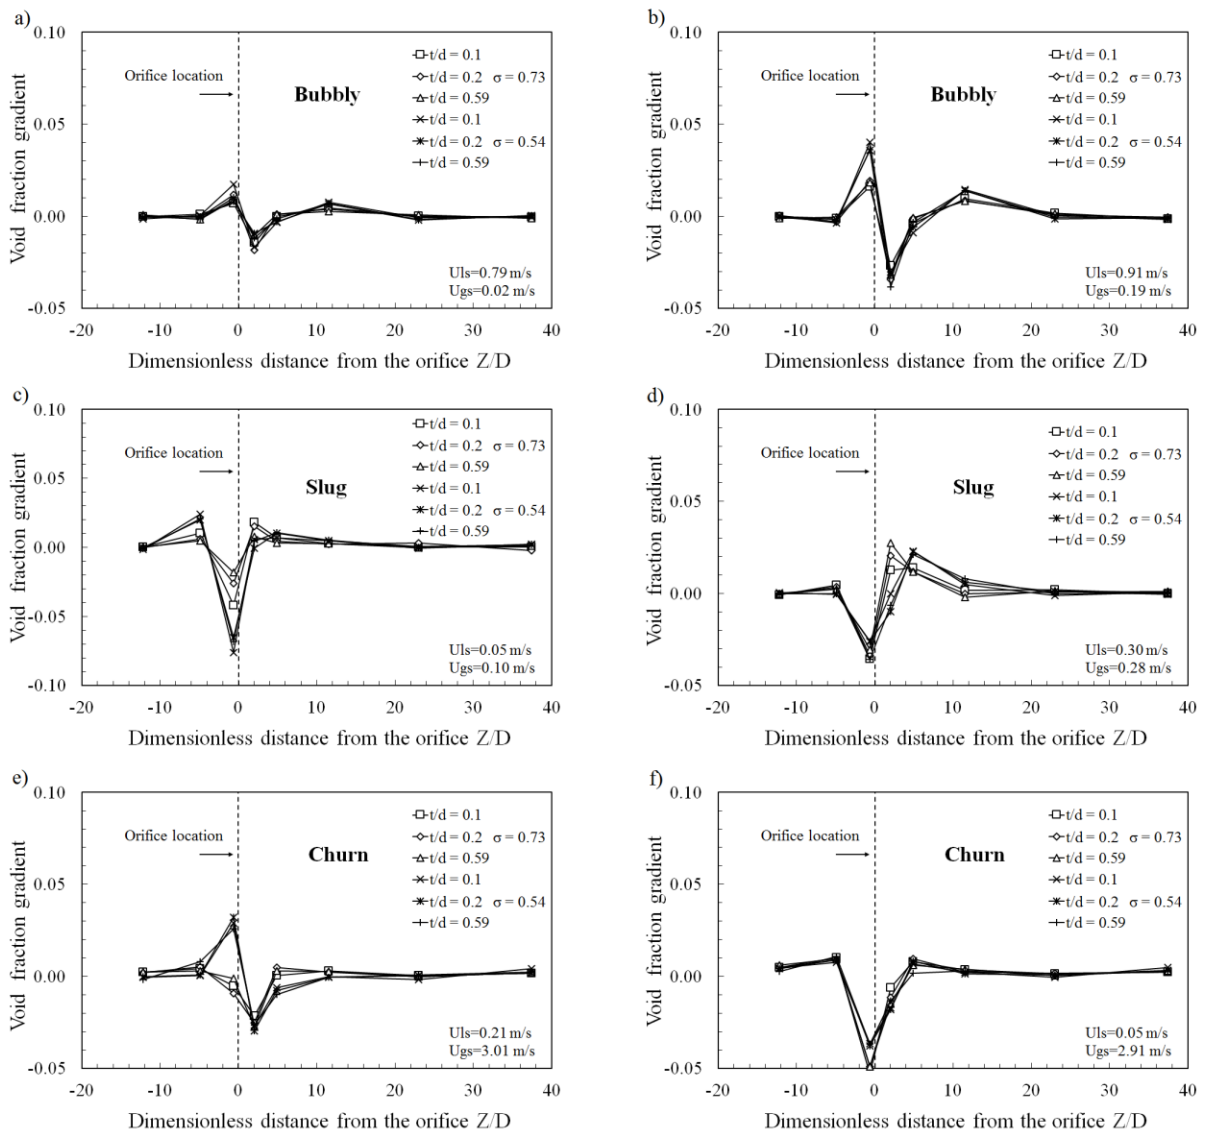 a)
0.10
0.05
0.00
-0.05
-20
-10
0
10
20
30
40
Void fraction gradient
Dimensionless distance from the orifice Z/D
Orifice location
Bubbly
t/d = 0.1
t/d = 0.2 σ = 0.73
t/d = 0.59
t/d = 0.1
t/d = 0.2 σ = 0.54
t/d = 0.59
Uls=0.79 m/s
Ugs=0.02 m/s
b)
0.10
0.05
0.00
-0.05
-20
-10
0
10
20
30
40
Void fraction gradient
Dimensionless distance from the orifice Z/D
Orifice location
Bubbly
t/d = 0.1
t/d = 0.2 σ = 0.73
t/d = 0.59
t/d = 0.1
t/d = 0.2 σ = 0.54
t/d = 0.59
Uls=0.91 m/s
Ugs=0.19 m/s
c)
0.10
0.05
0.00
-0.05
-0.10
-20
-10
0
10
20
30
40
Void fraction gradient
Dimensionless distance from the orifice Z/D
Orifice location
Slug
t/d = 0.1
t/d = 0.2 σ = 0.73
t/d = 0.59
t/d = 0.1
t/d = 0.2 σ = 0.54
t/d = 0.59
Uls=0.05 m/s
Ugs=0.10 m/s
d)
0.10
0.05
0.00
-0.05
-20
-10
0
10
20
30
40
Void fraction gradient
Dimensionless distance from the orifice Z/D
Orifice location
Slug
t/d = 0.1
t/d = 0.2 σ = 0.73
t/d = 0.59
t/d = 0.1
t/d = 0.2 σ = 0.54
t/d = 0.59
Uls=0.30 m/s
Ugs=0.28 m/s
e)
0.10
0.05
0.00
-0.05
-20
-10
0
10
20
30
40
Void fraction gradient
Dimensionless distance from the orifice Z/D
Orifice location
Churn
t/d = 0.1
t/d = 0.2 σ = 0.73
t/d = 0.59
t/d = 0.1
t/d = 0.2 σ = 0.54
t/d = 0.59
Uls=0.21 m/s
Ugs=3.01 m/s
f)
0.10
0.05
0.00
-0.05
-20
-10
0
10
20
30
40
Void fraction gradient
Dimensionless distance from the orifice Z/D
Orifice location
Churn
t/d = 0.1
t/d = 0.2 σ = 0.73
t/d = 0.59
t/d = 0.1
t/d = 0.2 σ = 0.54
t/d = 0.59
Uls=0.05 m/s
Ugs=2.91 m/s